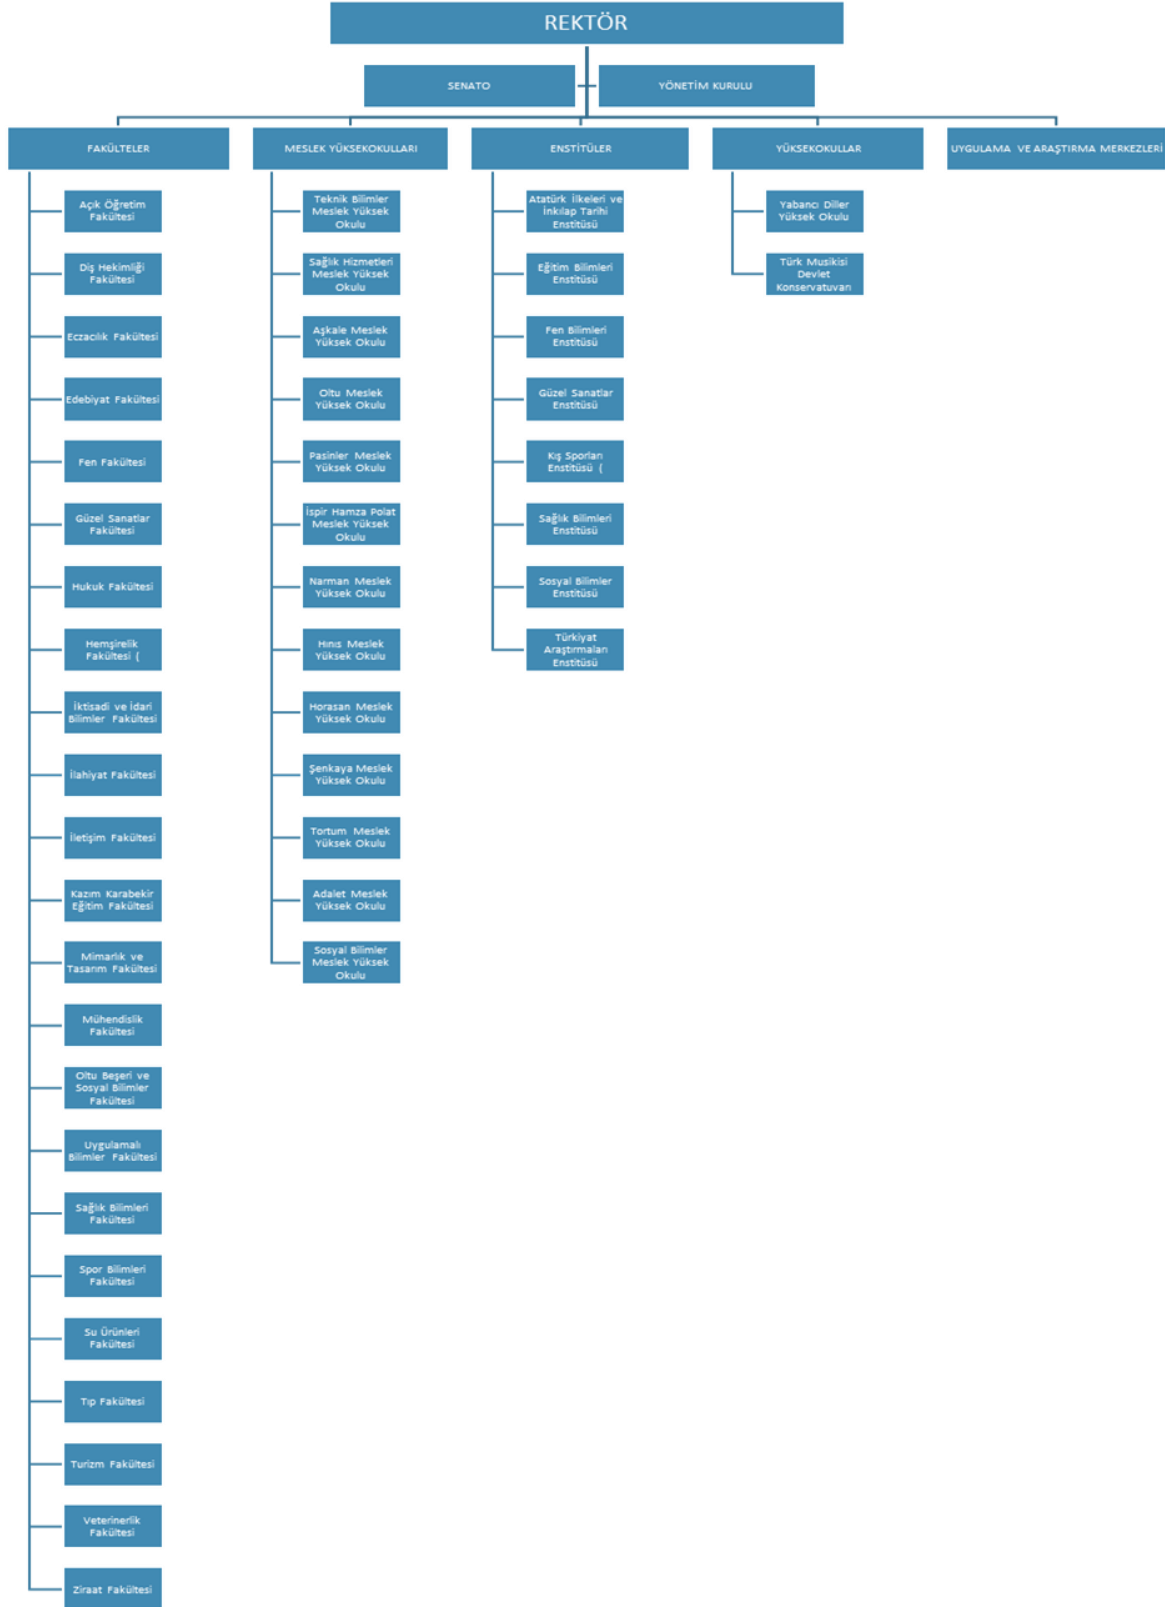 REKTÖR
SENATO
YÖNETİM KURULU
FAKÜLTELER
MESLEK YÜKSEKOKULLARI
ENSTİTÜLER
YÜKSEKOKULLAR
UYGULAMA VE ARAŞTIRMA MERKEZLERİ
Açık Öğretim
Fakültesi
Diş Hekimliği
Fakültesi
Eczacılık Fakültesi
Edebiyat Fakültesi
Fen Fakültesi
Güzel Sanatlar
Fakültesi
Hukuk Fakültesi
Hemşirelik
Fakültesi (
İktisadi ve İdari
Bilimler Fakültesi
İlahiyat Fakültesi
İletişim Fakültesi
Kazım Karabekir
Eğitim Fakültesi
Mimarlık ve
Tasarım Fakültesi
Mühendislik
Fakültesi
Oltu Beşeri ve
Sosyal Bilimler
Fakültesi
Uygulamalı
Bilimler Fakültesi
Sağlık Bilimleri
Fakültesi
Spor Bilimleri
Fakültesi
Su Ürünleri
Fakültesi
Tıp Fakültesi
Turizm Fakültesi
Veterinerlik
Fakültesi
Ziraat Fakültesi
Teknik Bilimler
Meslek Yüksek
Okulu
Sağlık Hizmetleri
Meslek Yüksek
Okulu
Aşkale Meslek
Yüksek Okulu
Oltu Meslek
Yüksek Okulu
Pasinler Meslek
Yüksek Okulu
İspir Hamza Polat
Meslek Yüksek
Okulu
Narman Meslek
Yüksek Okulu
Hınıs Meslek
Yüksek Okulu
Horasan Meslek
Yüksek Okulu
Şenkaya Meslek
Yüksek Okulu
Tortum Meslek
Yüksek Okulu
Adalet Meslek
Yüksek Okulu
Sosyal Bilimler
Meslek Yüksek
Okulu
Atatürk İlkeleri ve
İnkılap Tarihi
Enstitüsü
Eğitim Bilimleri
Enstitüsü
Fen Bilimleri
Enstitüsü
Güzel Sanatlar
Enstitüsü
Kış Sporları
Enstitüsü (
Sağlık Bilimleri
Enstitüsü
Sosyal Bilimler
Enstitüsü
Türkiyat
Araştırmaları
Enstitüsü
Yabancı Diller
Yüksek Okulu
Türk Musikisi
Devlet
Konservatuvarı